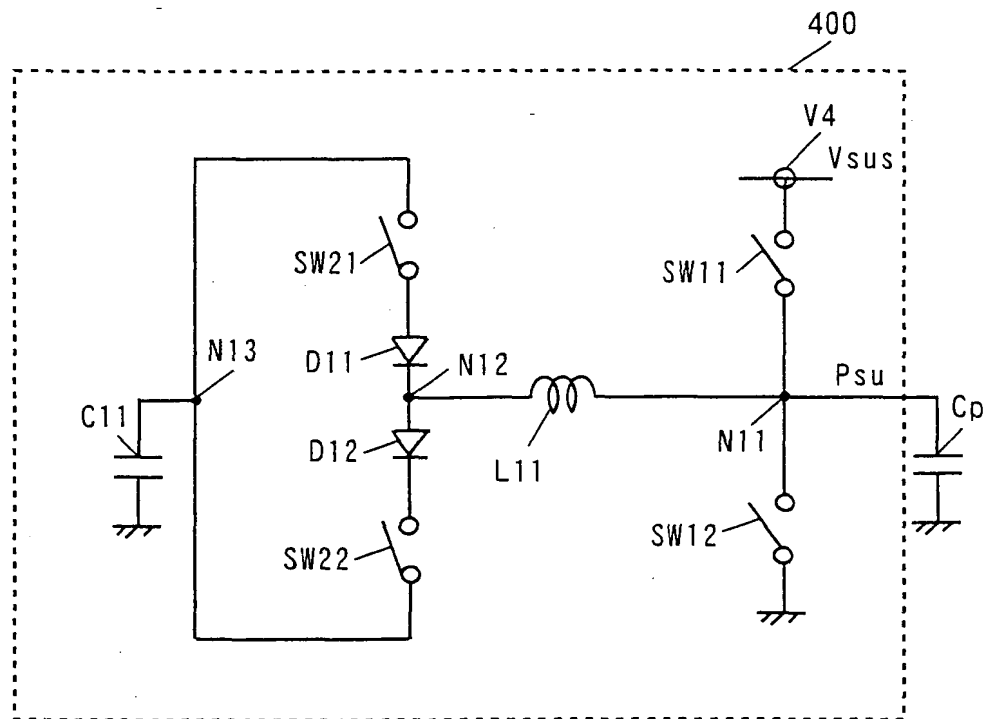 400
V4
Vsus
SW21
SW11
N13
D11
N12
Psu
C11
Cp
D12
L11
N11
SW22
SW12